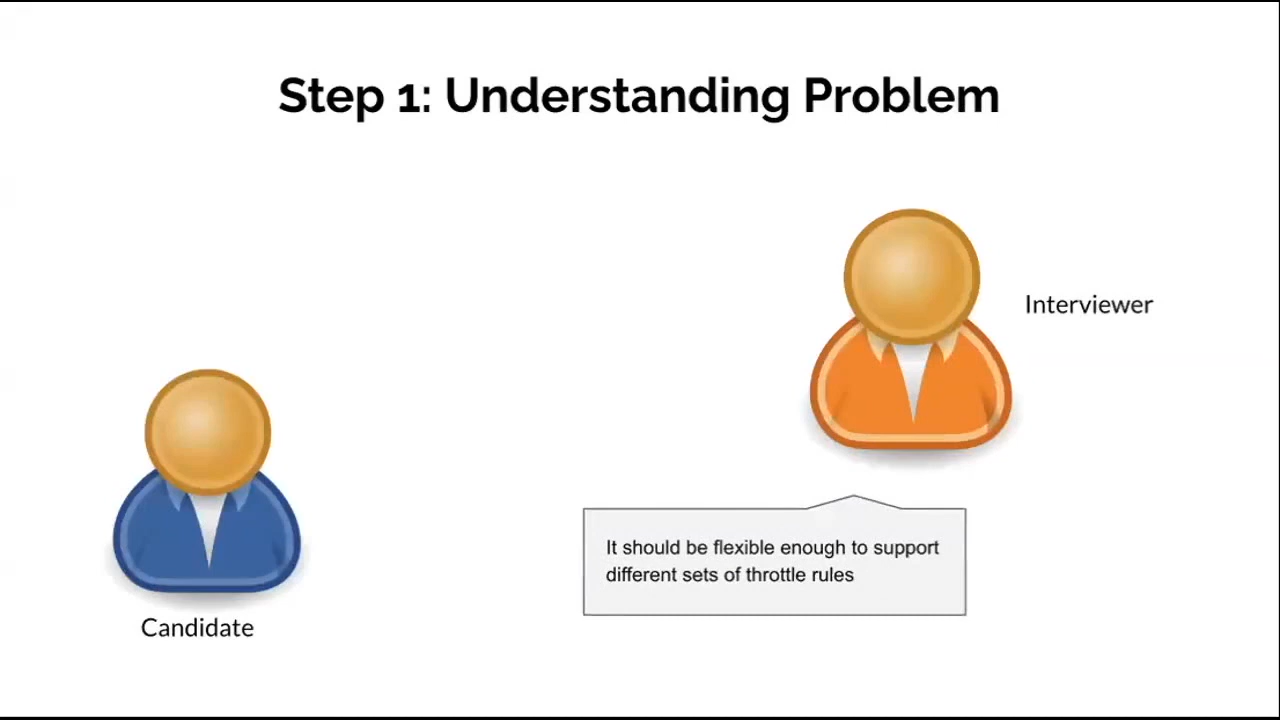 Step 1: Understanding Problem
Interviewer
It should be flexible enough to support
different sets of throttle rules
Candidate